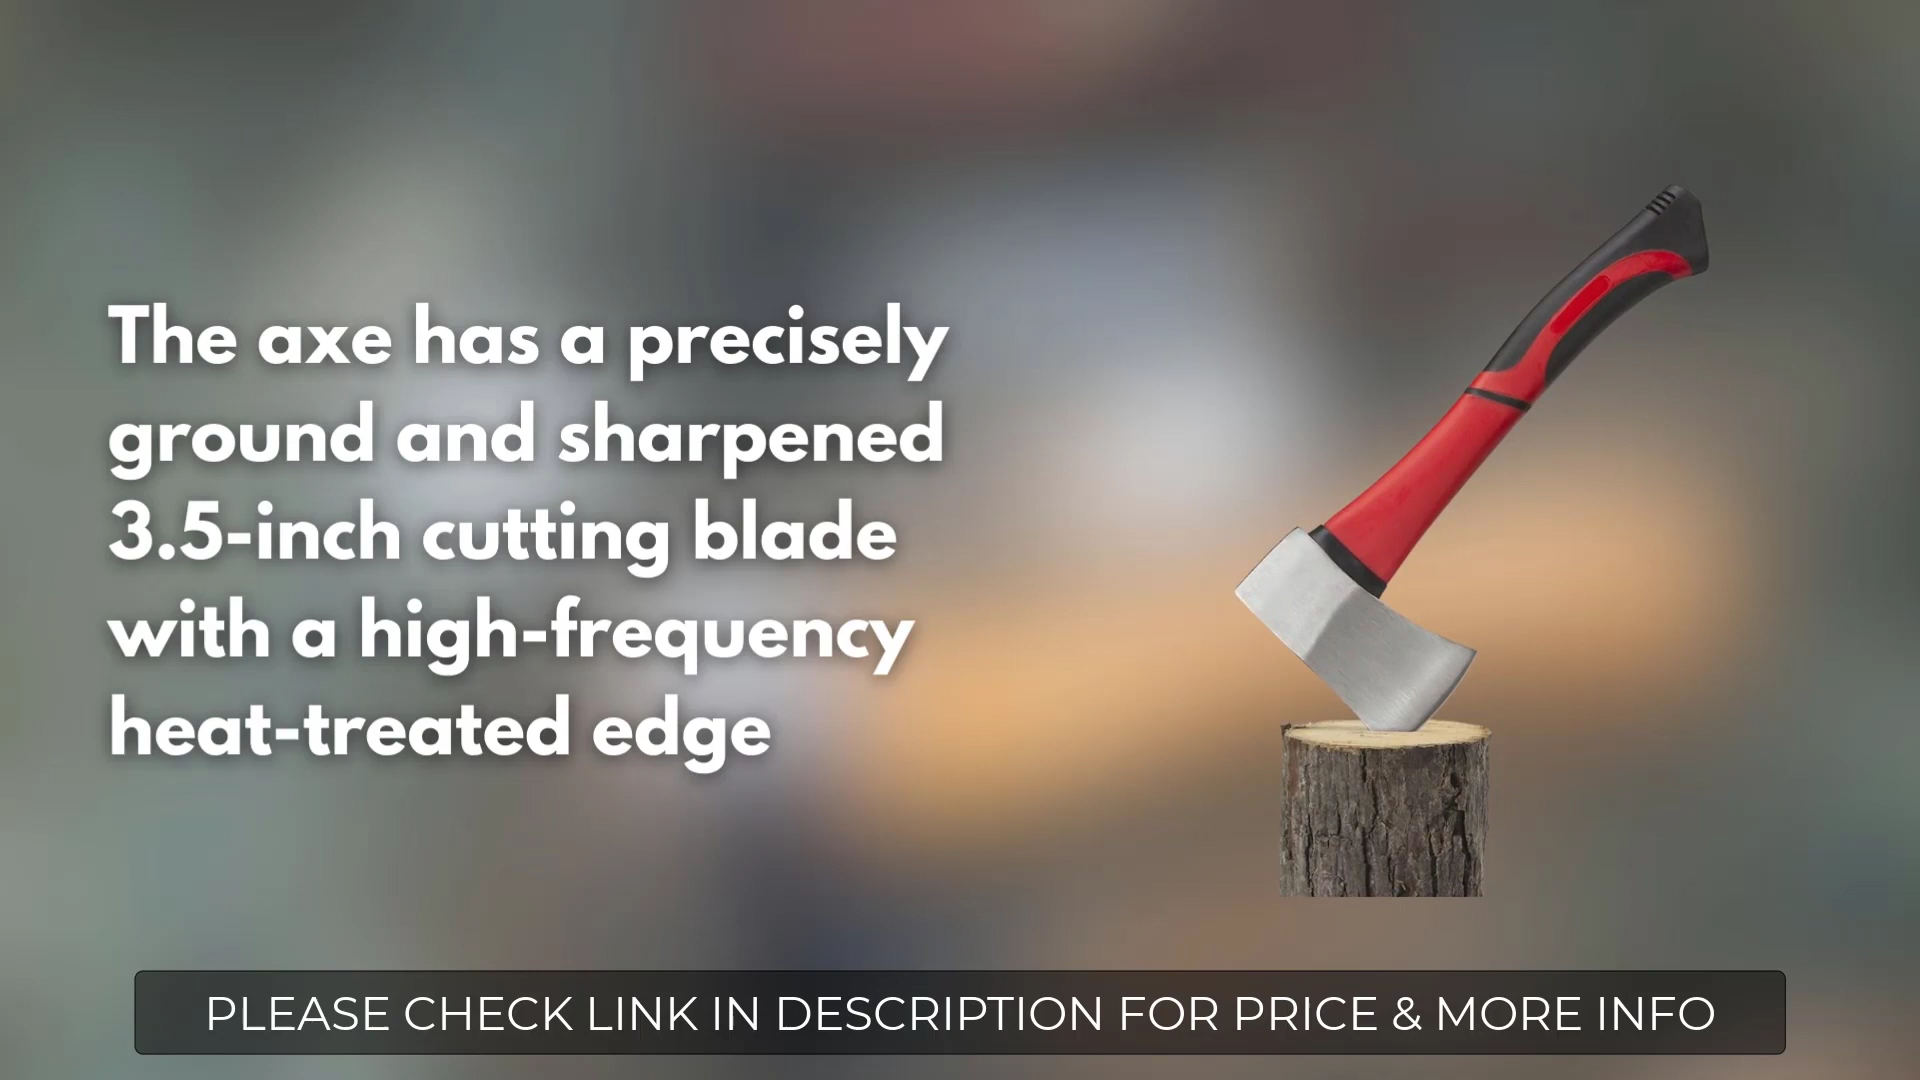 The axe has a precisely
ground and sharpened
3.5-inch cutting blade
with a high-frequency
heat-treated edge
PLEASE CHECK LINK IN DESCRIPTION FOR PRICE & MORE INFO